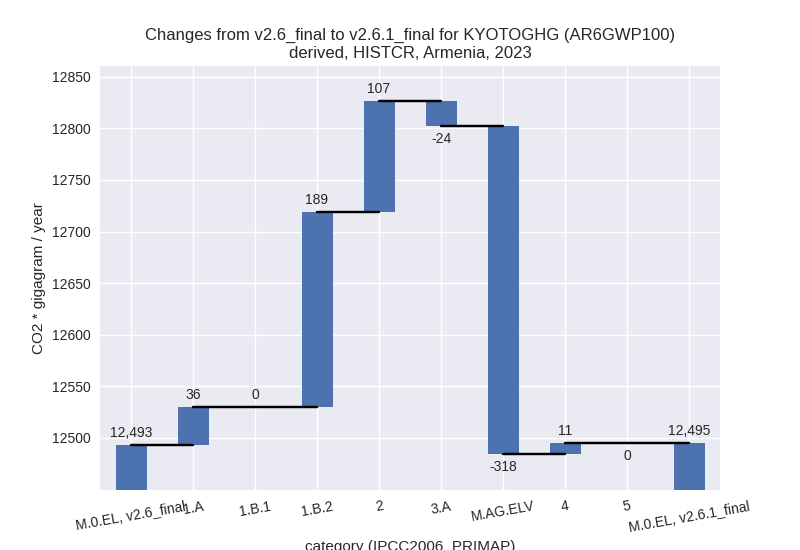 Changes from v2.6_final to v2.6.1_final for KYOTOGHG (AR6GWP100)
derived, HISTCR, Armenia, 2023
CO2 * gigagram / year
12850
12800
12750
12700
12650
12600
12550
12500
12,493
36
0
189
107
-24
-318
11
0
12,495
M.0.EL, v2.6_final
1.A
1.B.1
1.B.2
2
3.A
M.AG.ELV
4
5
M.0.EL, v2.6.1_final
category (IPCC2006_PRIMAP)